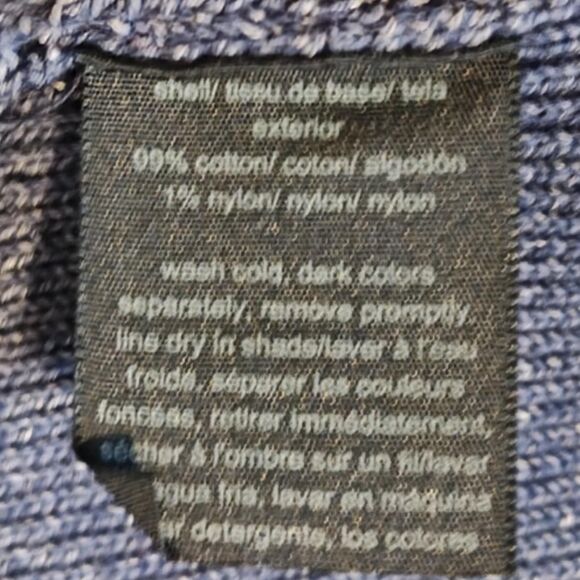 shell/ tissu de base/ tela
exterior
99% cotton/ coton/ algodón
1% nylon/ nylon/ nylon
wash cold, dark colors
separately, remove promptly,
line dry in shade/laver à l'eau
froide, séparer les couleurs
foncées, retirer immédiatement,
à l'ombre sur un fil/lavar
fria, lavar en máquina
detergente, los colores